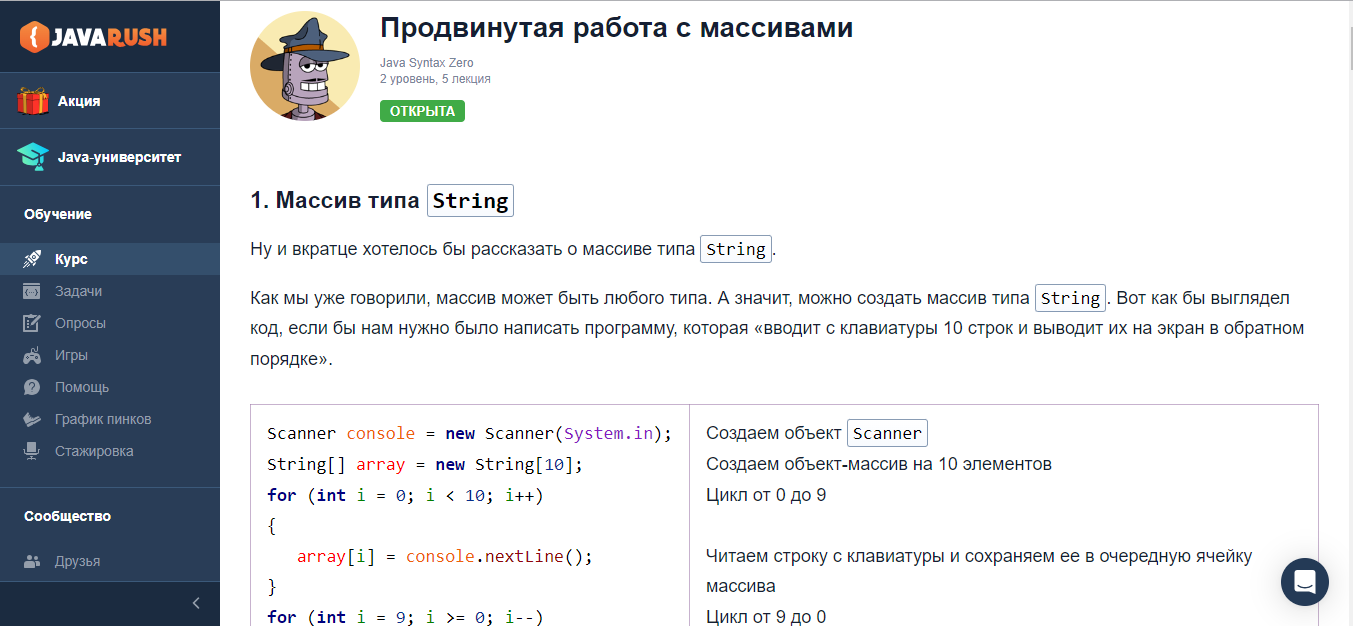 JAVARUSH
Акция
Java-университет
Обучение
Курс
Задачи
Опросы
Игры
Помощь
График пинков
Стажировка
Сообщество
Друзья
Продвинутая работа с массивами
Java Syntax Zero
2 уровень, 5 лекция
ОТКРЫТА
1. Массив типа String
Ну и вкратце хотелось бы рассказать о массиве типа String.
Как мы уже говорили, массив может быть любого типа. А значит, можно создать массив типа String. Вот как бы выглядел
код, если бы нам нужно было написать программу, которая «вводит с клавиатуры 10 строк и выводит их на экран в обратном
порядке».
Scanner console = new Scanner(System.in);
String[] array = new String[10];
for (int i = 0; i < 10; i++)
{
   array[i] = console.nextLine();
}
for (int i = 9; i >= 0; i--)
Создаем объект Scanner
Создаем объект-массив на 10 элементов
Цикл от 0 до 9
Читаем строку с клавиатуры и сохраняем ее в очередную ячейку
массива
Цикл от 9 до 0